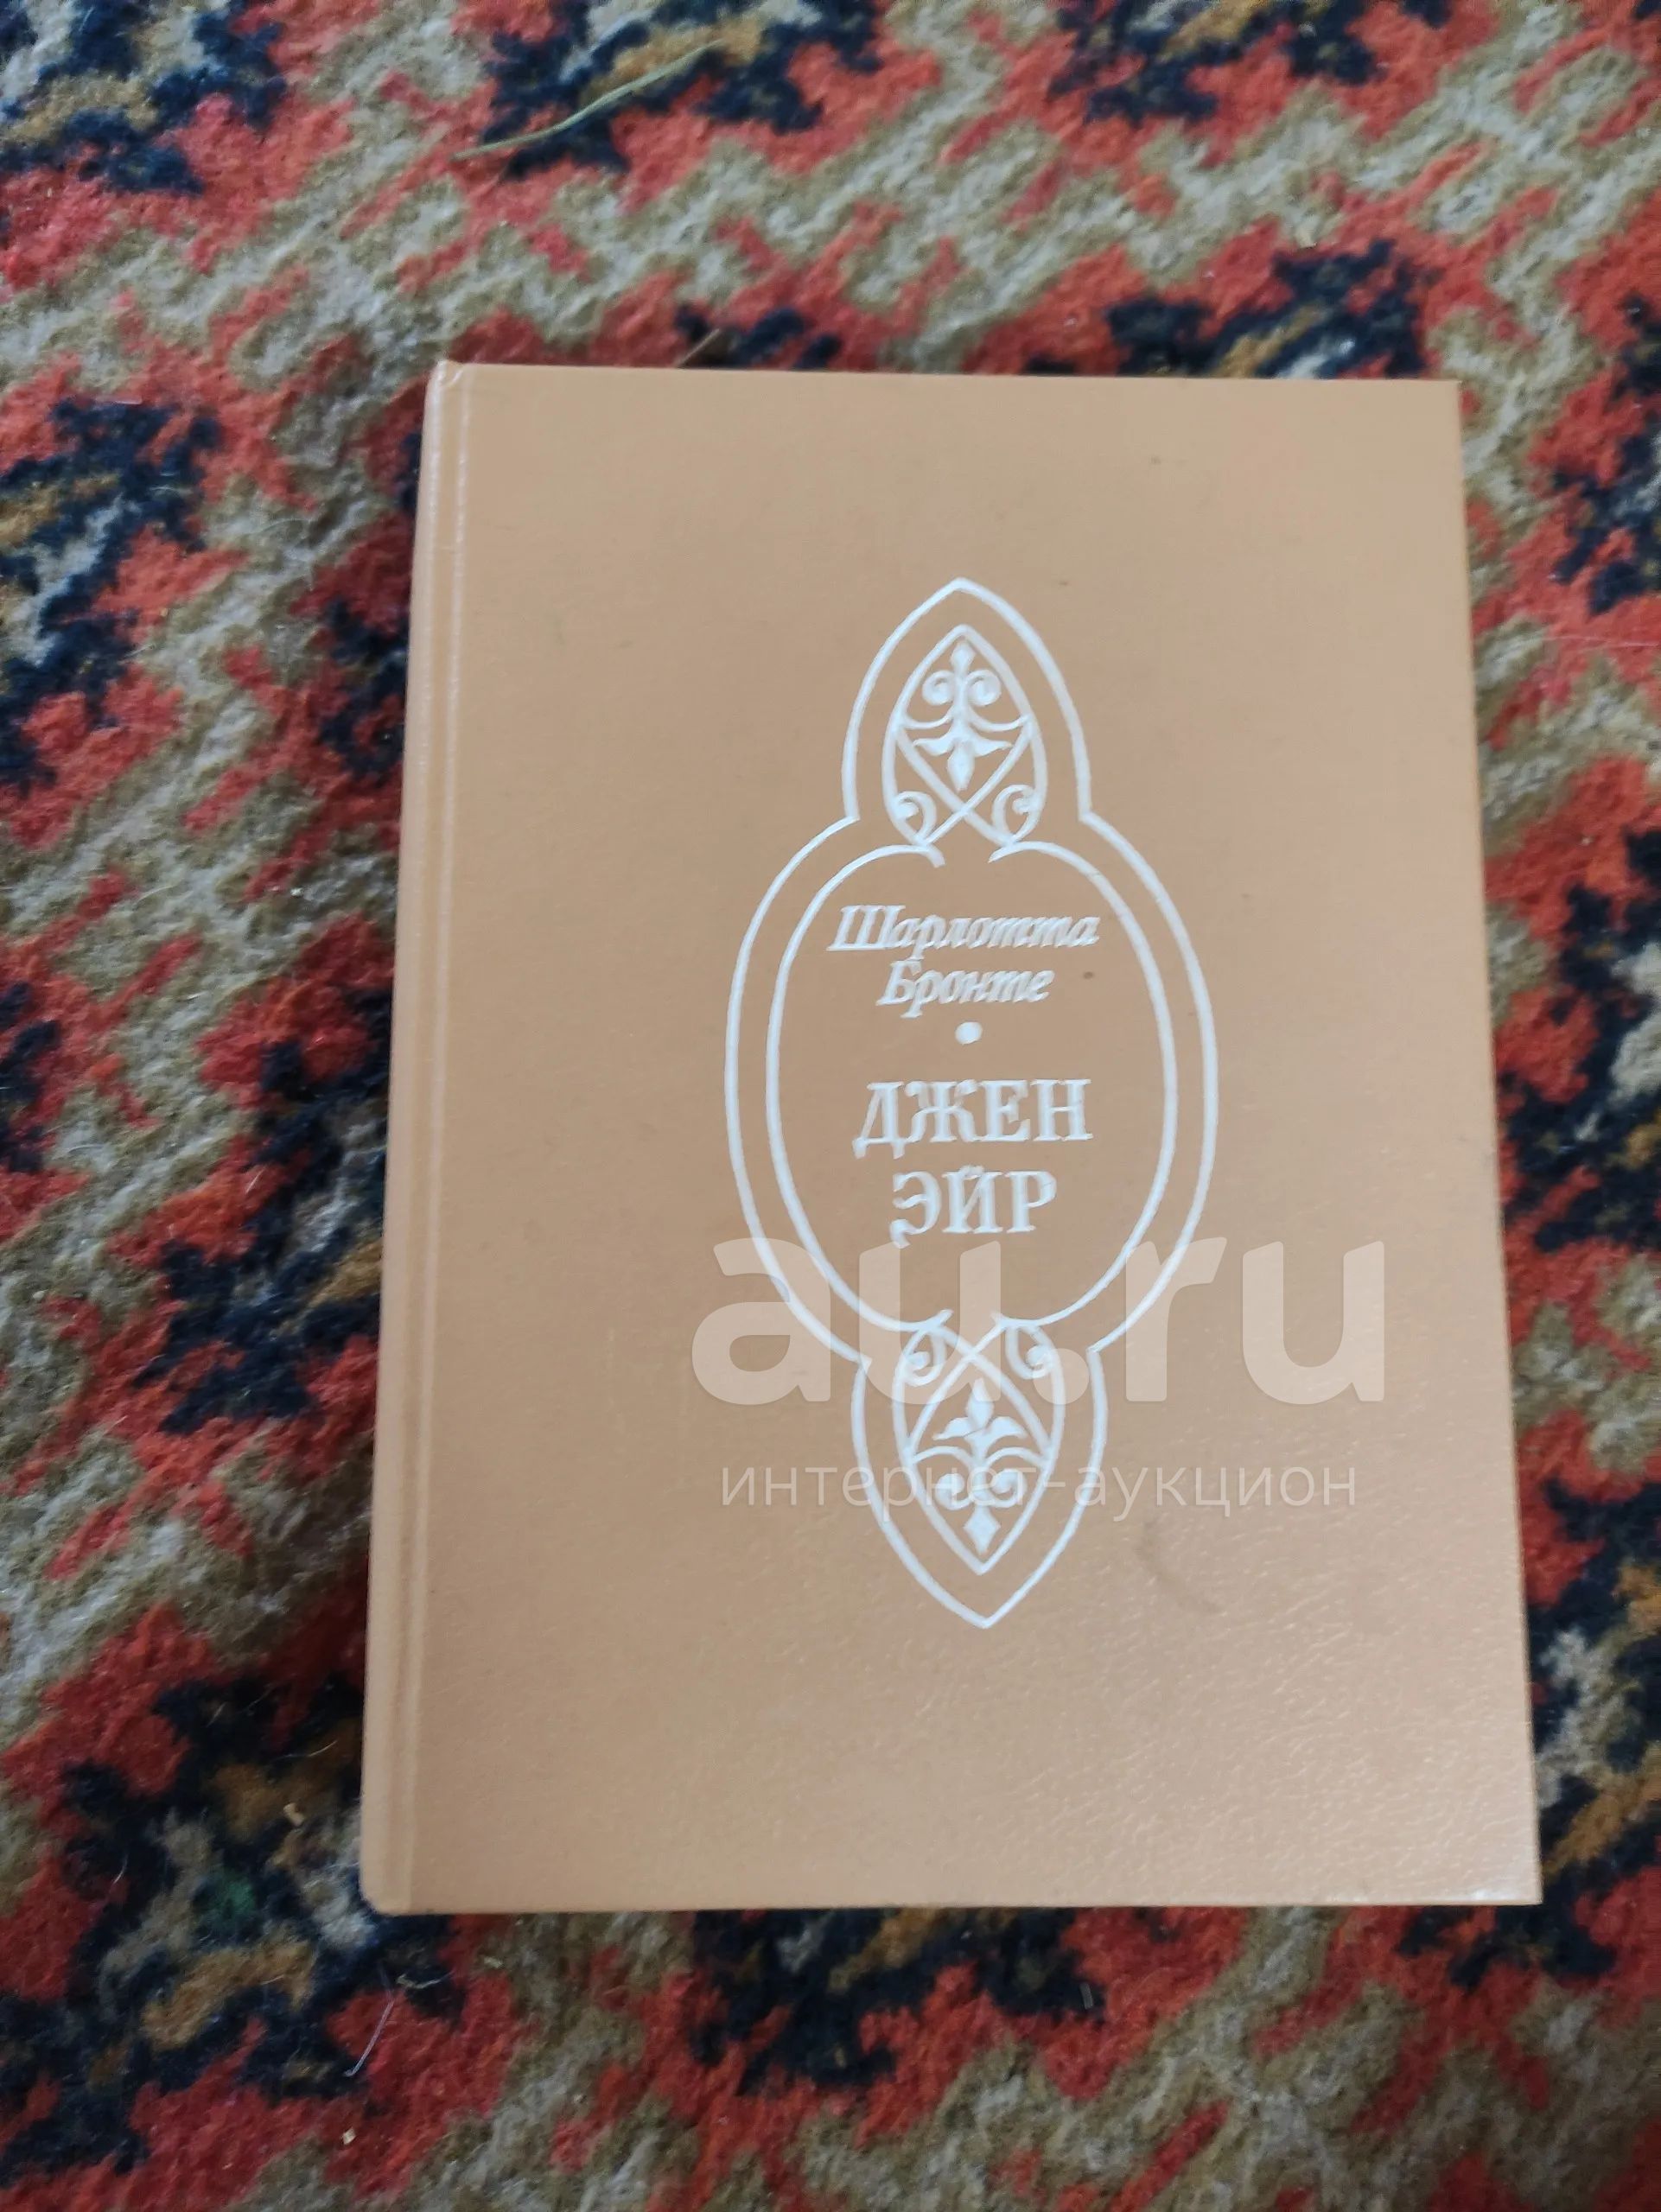 Шарлотта
Бронте
ДЖЕН
ЭЙР
au.ru
интернет-аукцион